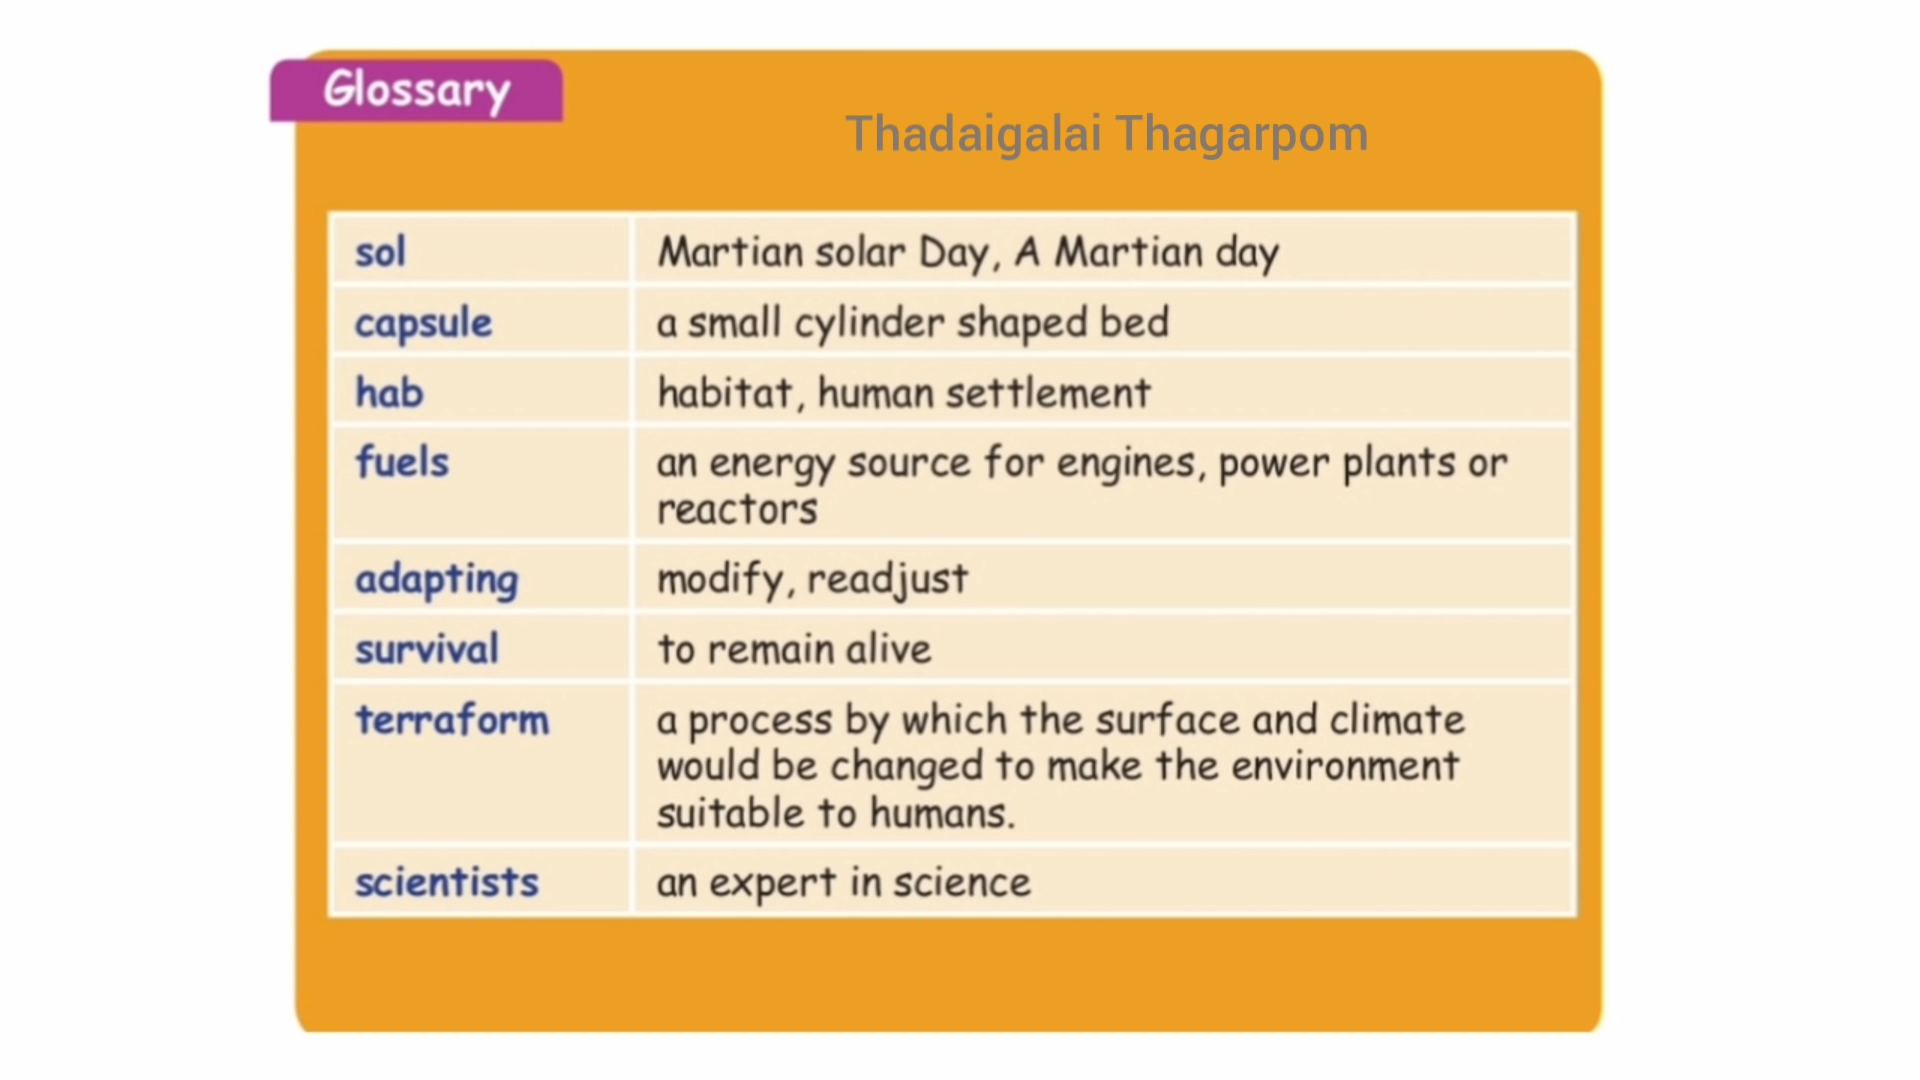 Glossary
Thadaigalai Thagarpom
sol Martian solar Day, A Martian day
capsule a small cylinder shaped bed
hab habitat, human settlement
fuels an energy source for engines, power plants or
reactors
adapting modify, readjust
survival to remain alive
terraform a process by which the surface and climate
would be changed to make the environment
suitable to humans.
scientists an expert in science